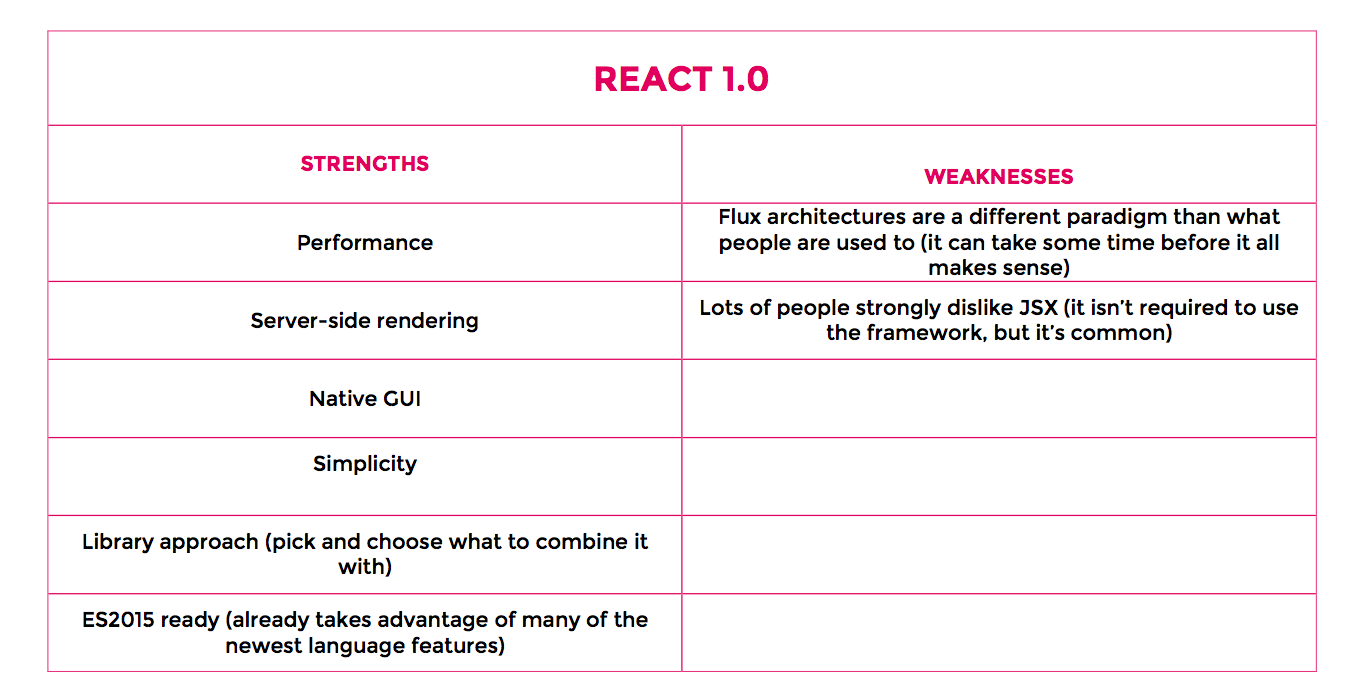 REACT 1.0
STRENGTHS
WEAKNESSES
Performance
Flux architectures are a different paradigm than what
people are used to (it can take some time before it all
makes sense)
Server-side rendering
Lots of people strongly dislike JSX (it isn’t required to use
the framework, but it’s common)
Native GUI
Simplicity
Library approach (pick and choose what to combine it
with)
ES2015 ready (already takes advantage of many of the
newest language features)